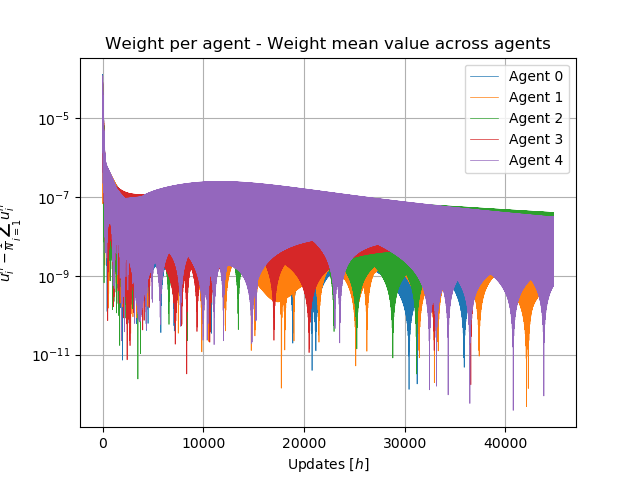 Weight per agent - Weight mean value across agents
Agent 0
Agent 1
Agent 2
Agent 3
Agent 4
10⁻⁵
10⁻⁷
10⁻⁹
10⁻¹¹
0 10000 20000 30000 40000
Updates [h]